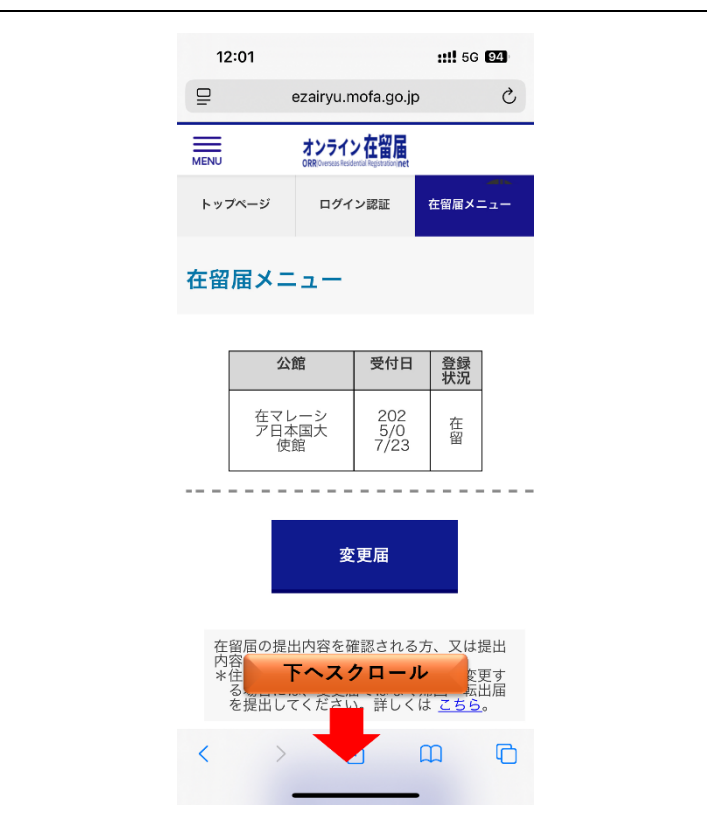 12:01
5G 94
ezairyu.mofa.go.jp
MENU
オンライン在留届
ORR(Overseas Residential Registration)net
トップページ
ログイン認証
在留届メニュー
在留届メニュー
公館
受付日
登録
状況
在マレーシ
ア日本国大
使館
202
5/0
7/23
在
留
変更届
在留届の提出内容を確認される方、又は提出
内容
下へスクロール
*住 変更す
る 転出届
を提出してください。詳しくは こちら。